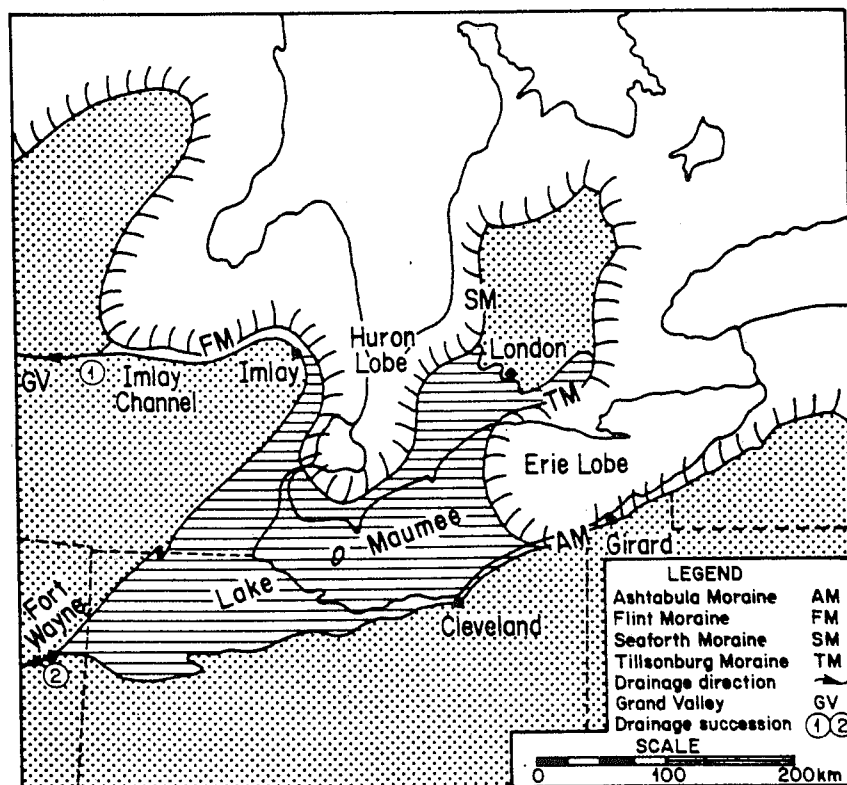 SM
Huron
Lobe
London
FM
GV
①
Imlay
Channel
Imlay
TM
Erie Lobe
Maumee
AM
Girard
Lake
Fort
Wayne
Cleveland
②
LEGEND
Ashtabula Moraine AM
Flint Moraine FM
Seaforth Moraine SM
Tillsonburg Moraine TM
Drainage direction
Grand Valley GV
Drainage succession ①②
SCALE
0 100 200 km